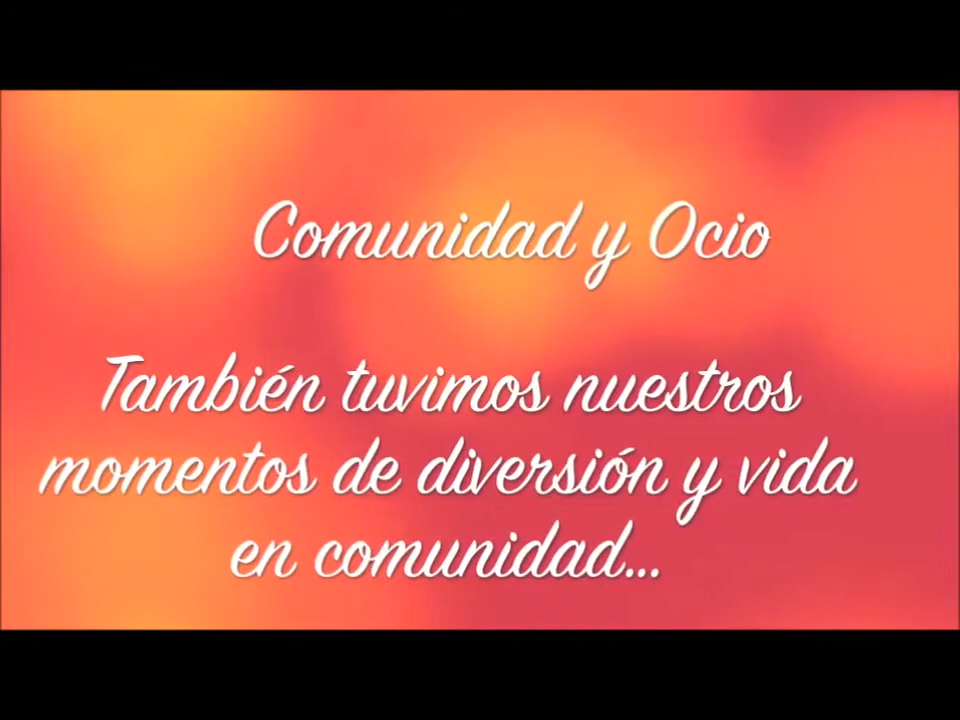 Comunidad y Ocio
También tuvimos nuestros
momentos de diversión y vida
en comunidad...